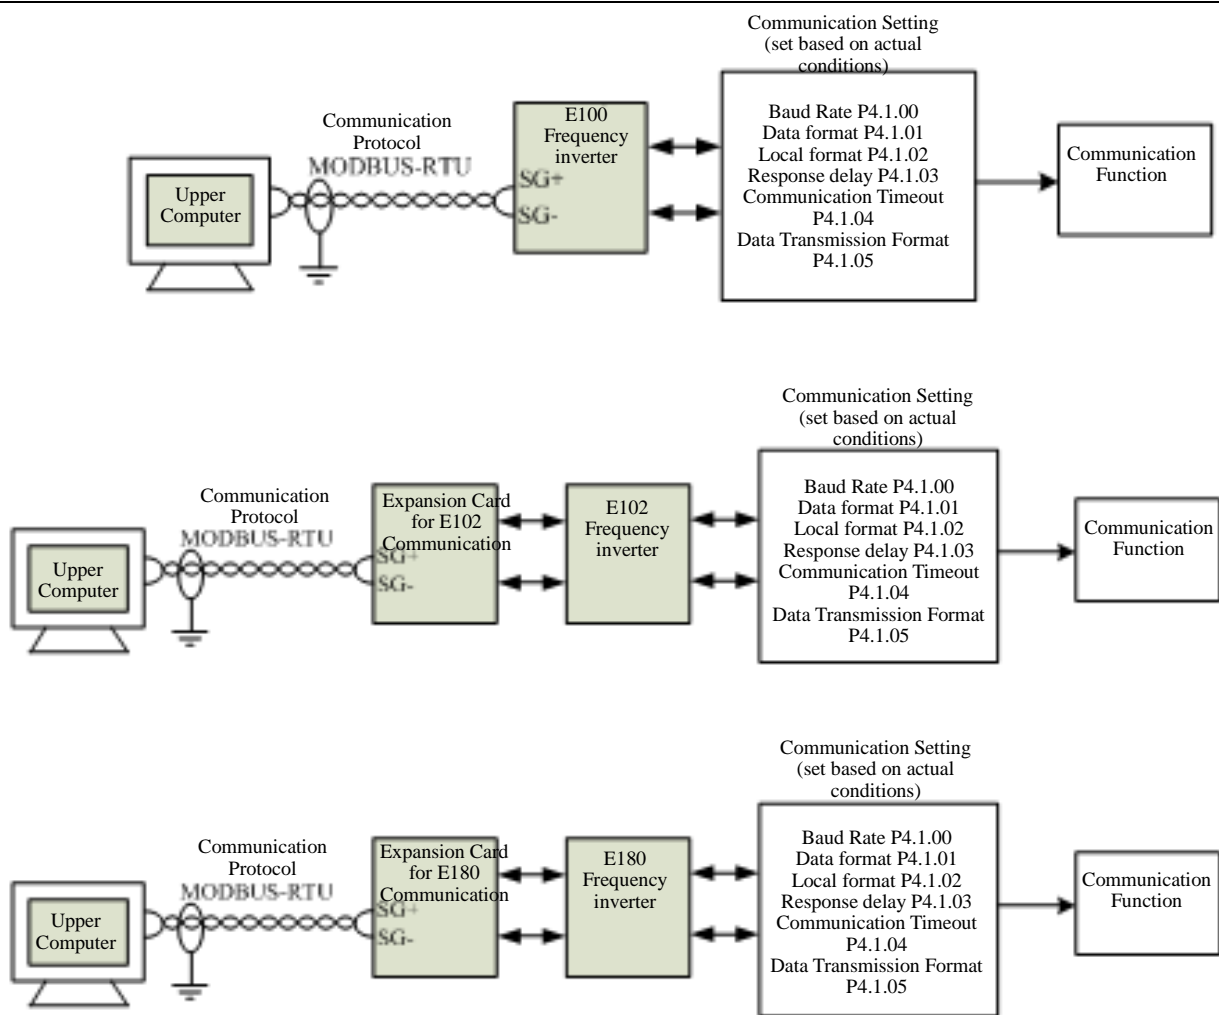 Communication Setting
(set based on actual
conditions)
Communication
Protocol
MODBUS-RTU
Upper
Computer
E100
Frequency
inverter
SG+
SG-
Baud Rate P4.1.00
Data format P4.1.01
Local format P4.1.02
Response delay P4.1.03
Communication Timeout
P4.1.04
Data Transmission Format
P4.1.05
Communication
Function
Communication Setting
(set based on actual
conditions)
Communication
Protocol
MODBUS-RTU
Upper
Computer
Expansion Card
for E102
Communication
SG+
SG-
E102
Frequency
inverter
Baud Rate P4.1.00
Data format P4.1.01
Local format P4.1.02
Response delay P4.1.03
Communication Timeout
P4.1.04
Data Transmission Format
P4.1.05
Communication
Function
Communication Setting
(set based on actual
conditions)
Communication
Protocol
MODBUS-RTU
Upper
Computer
Expansion Card
for E180
Communication
SG+
SG-
E180
Frequency
inverter
Baud Rate P4.1.00
Data format P4.1.01
Local format P4.1.02
Response delay P4.1.03
Communication Timeout
P4.1.04
Data Transmission Format
P4.1.05
Communication
Function